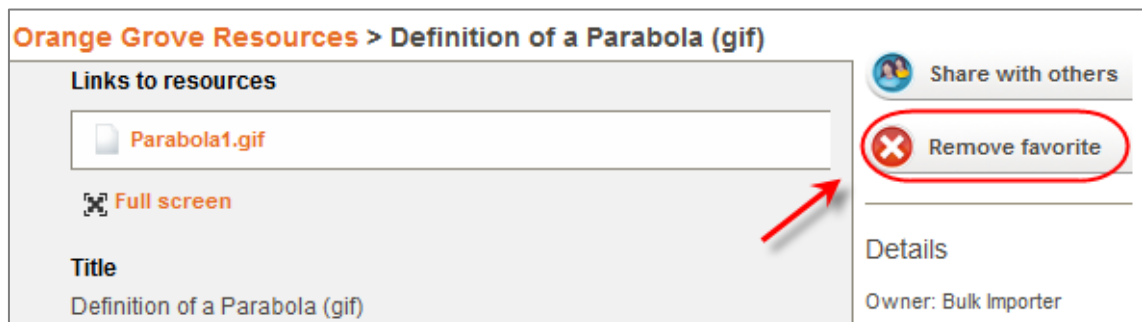 Orange Grove Resources > Definition of a Parabola (gif)
Links to resources
Parabola1.gif
Full screen
Title
Definition of a Parabola (gif)
Share with others
Remove favorite
Details
Owner: Bulk Importer